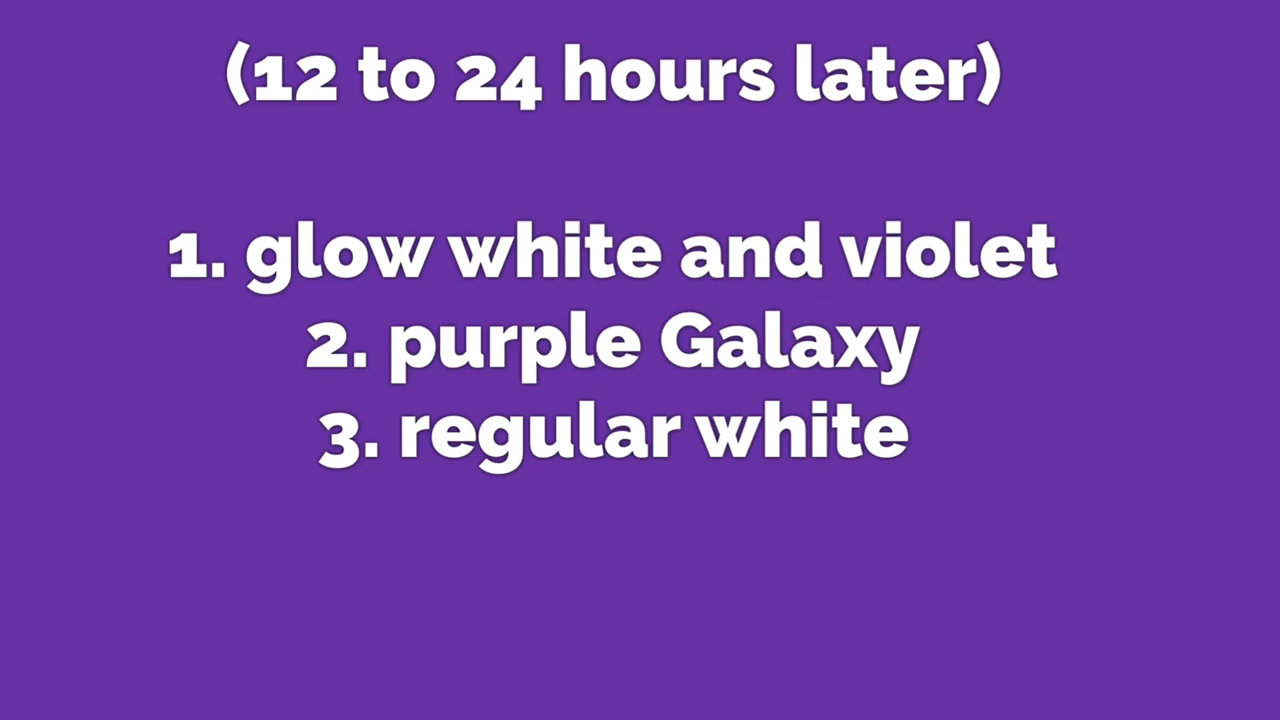 (12 to 24 hours later)
1. glow white and violet
2. purple Galaxy
3. regular white